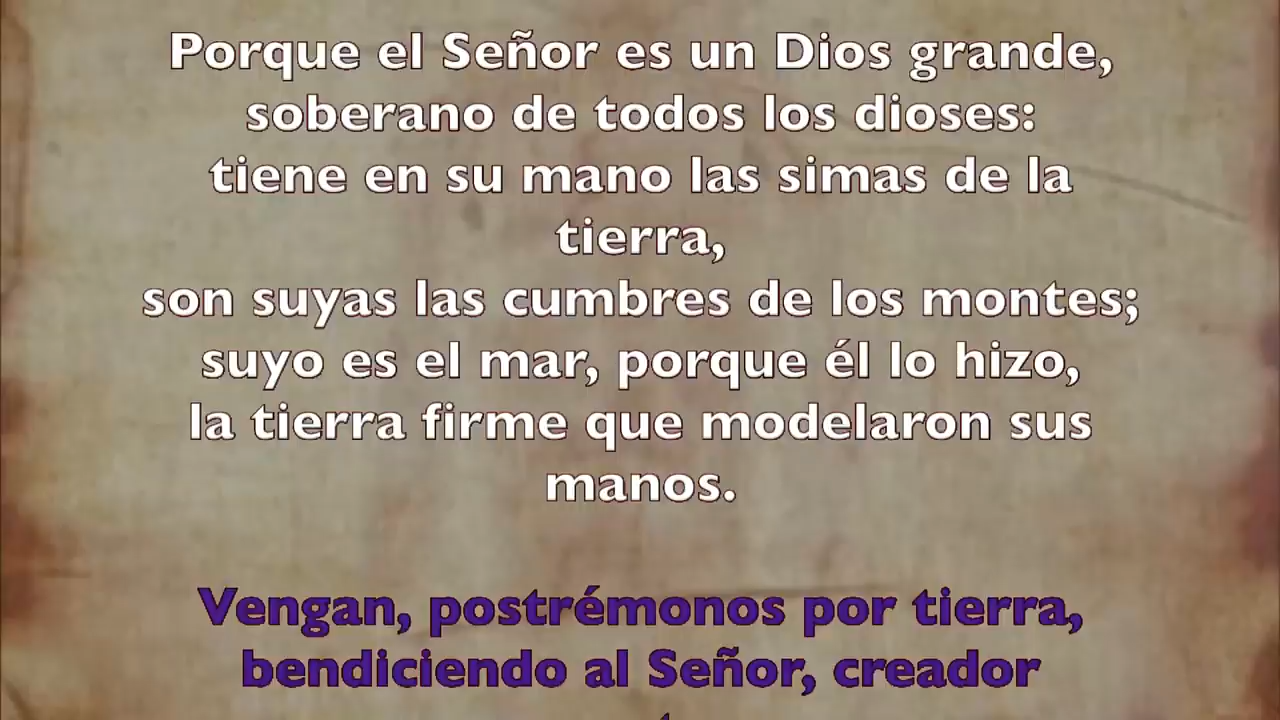 Porque el Señor es un Dios grande,
soberano de todos los dioses:
tiene en su mano las simas de la
tierra,
son suyas las cumbres de los montes;
suyo es el mar, porque él lo hizo,
la tierra firme que modelaron sus
manos.
Vengan, postrémonos por tierra,
bendiciendo al Señor, creador